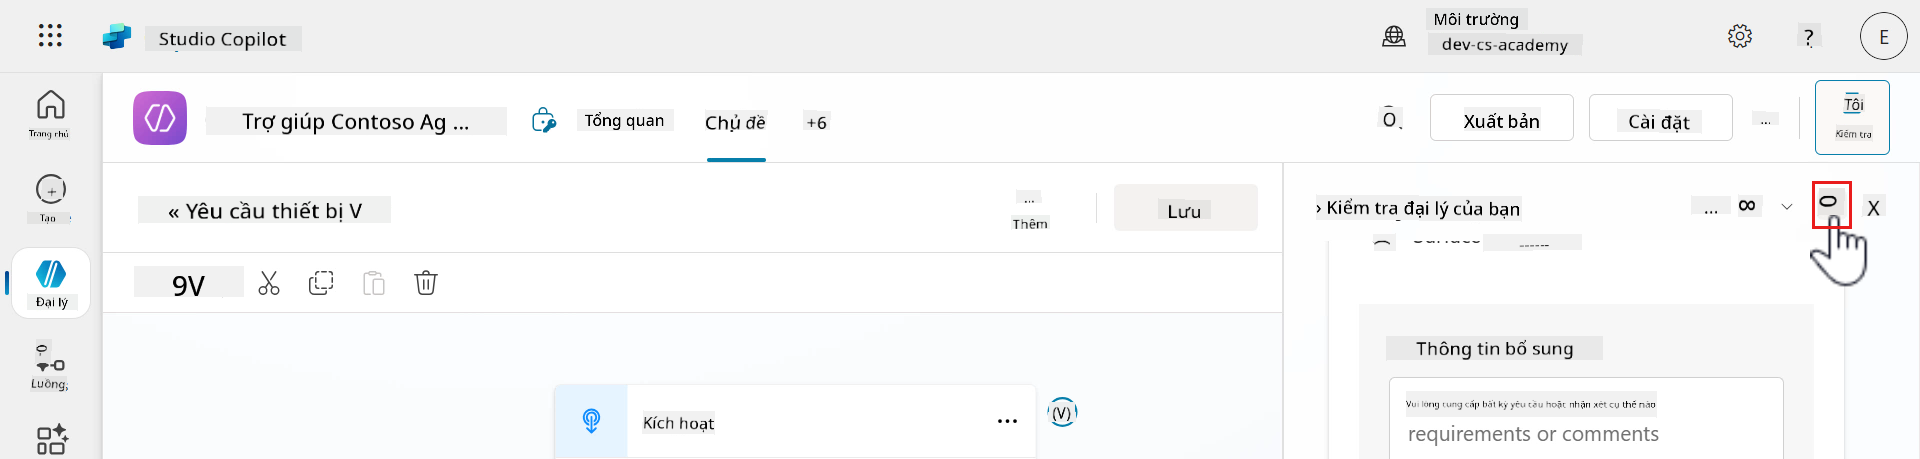 Studio Copilot
Môi trường
dev-cs-academy
?
E
Trợ giúp Contoso Ag ...
Tổng quan
Chủ đề
+6
Xuất bản
Cài đặt
...
Tôi
Kiểm tra
Trang chủ
Tạo
Đại lý
Luồng;
« Yêu cầu thiết bị V
...
Thêm
Lưu
9V
Kích hoạt
...
(V)
› Kiểm tra đại lý của bạn
...
X
Thông tin bổ sung
Vui lòng cung cấp bất kỳ yêu cầu hoặc nhận xét cụ thể nào
requirements or comments